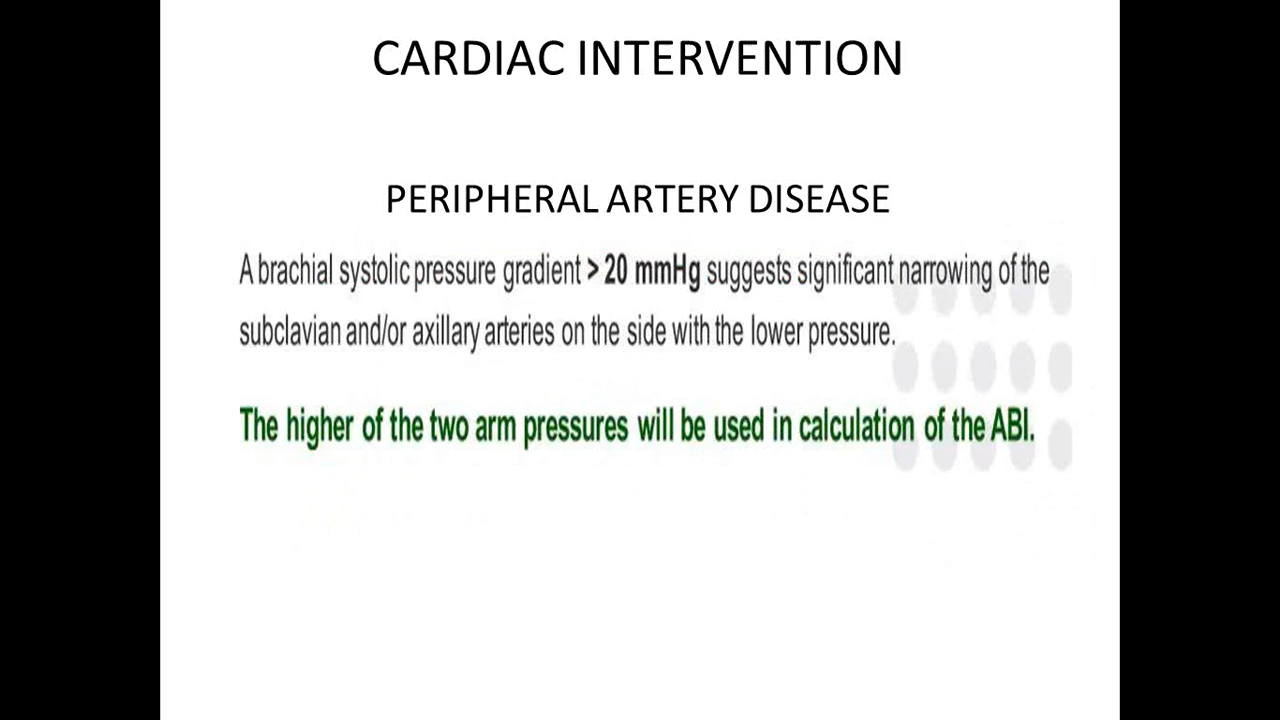 CARDIAC INTERVENTION
PERIPHERAL ARTERY DISEASE
A brachial systolic pressure gradient > 20 mmHg suggests significant narrowing of the
subclavian and/or axillary arteries on the side with the lower pressure.
The higher of the two arm pressures will be used in calculation of the ABI.